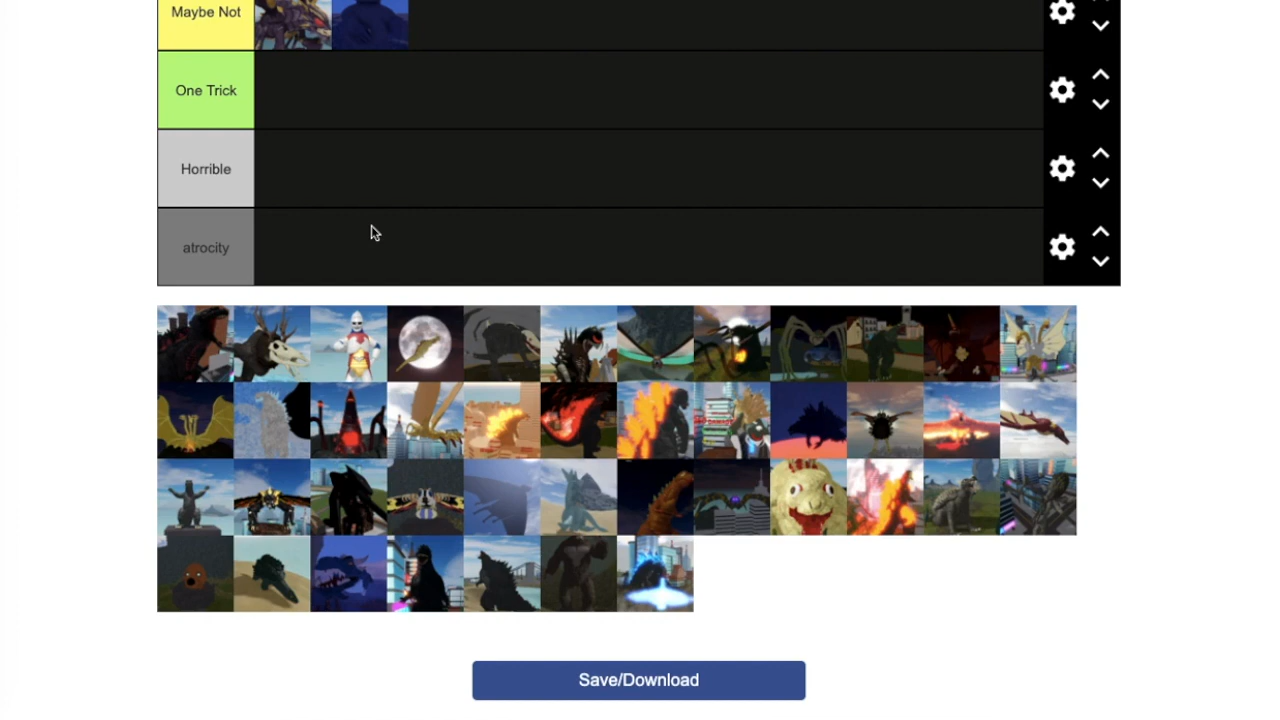 Maybe Not
One Trick
Horrible
atrocity
Save/Download